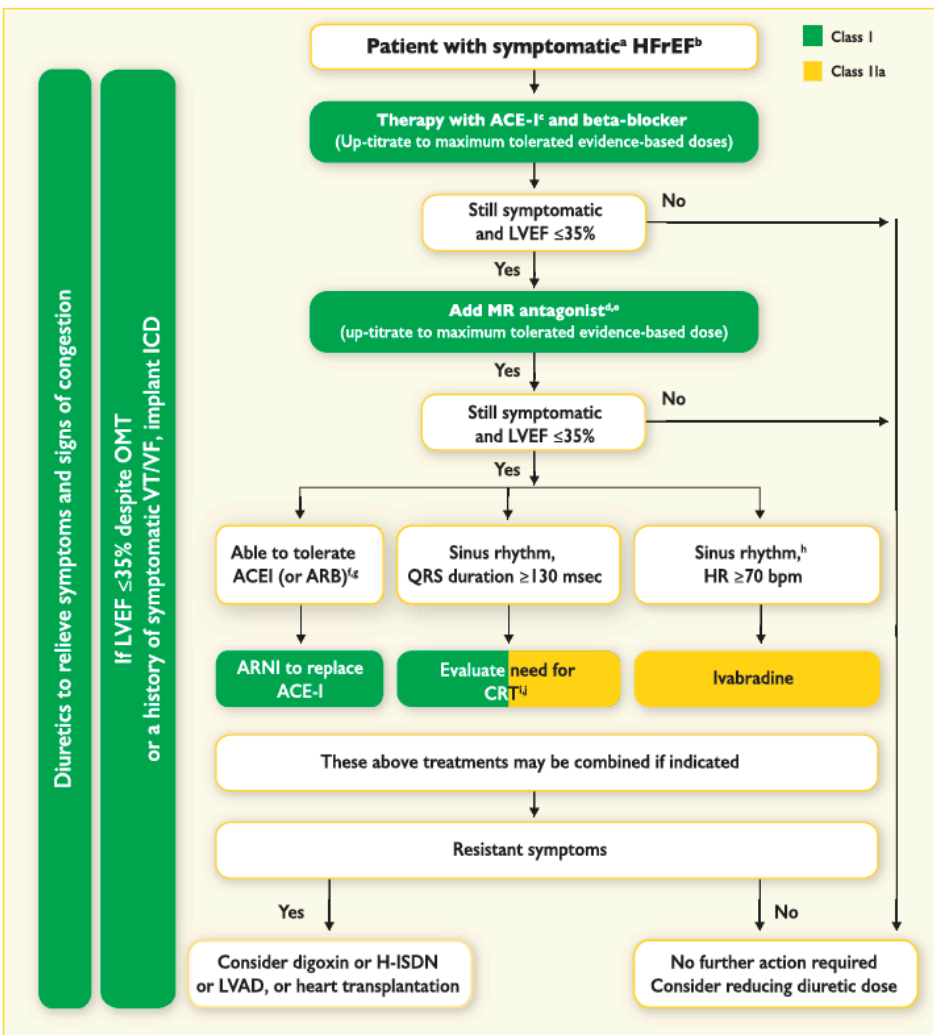 Patient with symptomaticᵃ HFrEFᵇ
Class I
Class IIa
Therapy with ACE-Iᶜ and beta-blocker
(Up-titrate to maximum tolerated evidence-based doses)
Still symptomatic
and LVEF ≤35%
No
Yes
Add MR antagonistᵈ,ᵉ
(up-titrate to maximum tolerated evidence-based dose)
Yes
Still symptomatic
and LVEF ≤35%
No
Yes
Able to tolerate
ACEI (or ARB)ᶠ,ᵍ
Sinus rhythm,
QRS duration ≥130 msec
Sinus rhythm,ʰ
HR ≥70 bpm
ARNI to replace
ACE-I
Evaluate need for
CRTⁱ,ʲ
Ivabradine
These above treatments may be combined if indicated
Resistant symptoms
Yes
No
Consider digoxin or H-ISDN
or LVAD, or heart transplantation
No further action required
Consider reducing diuretic dose
Diuretics to relieve symptoms and signs of congestion
If LVEF ≤35% despite OMT
or a history of symptomatic VT/VF, implant ICD